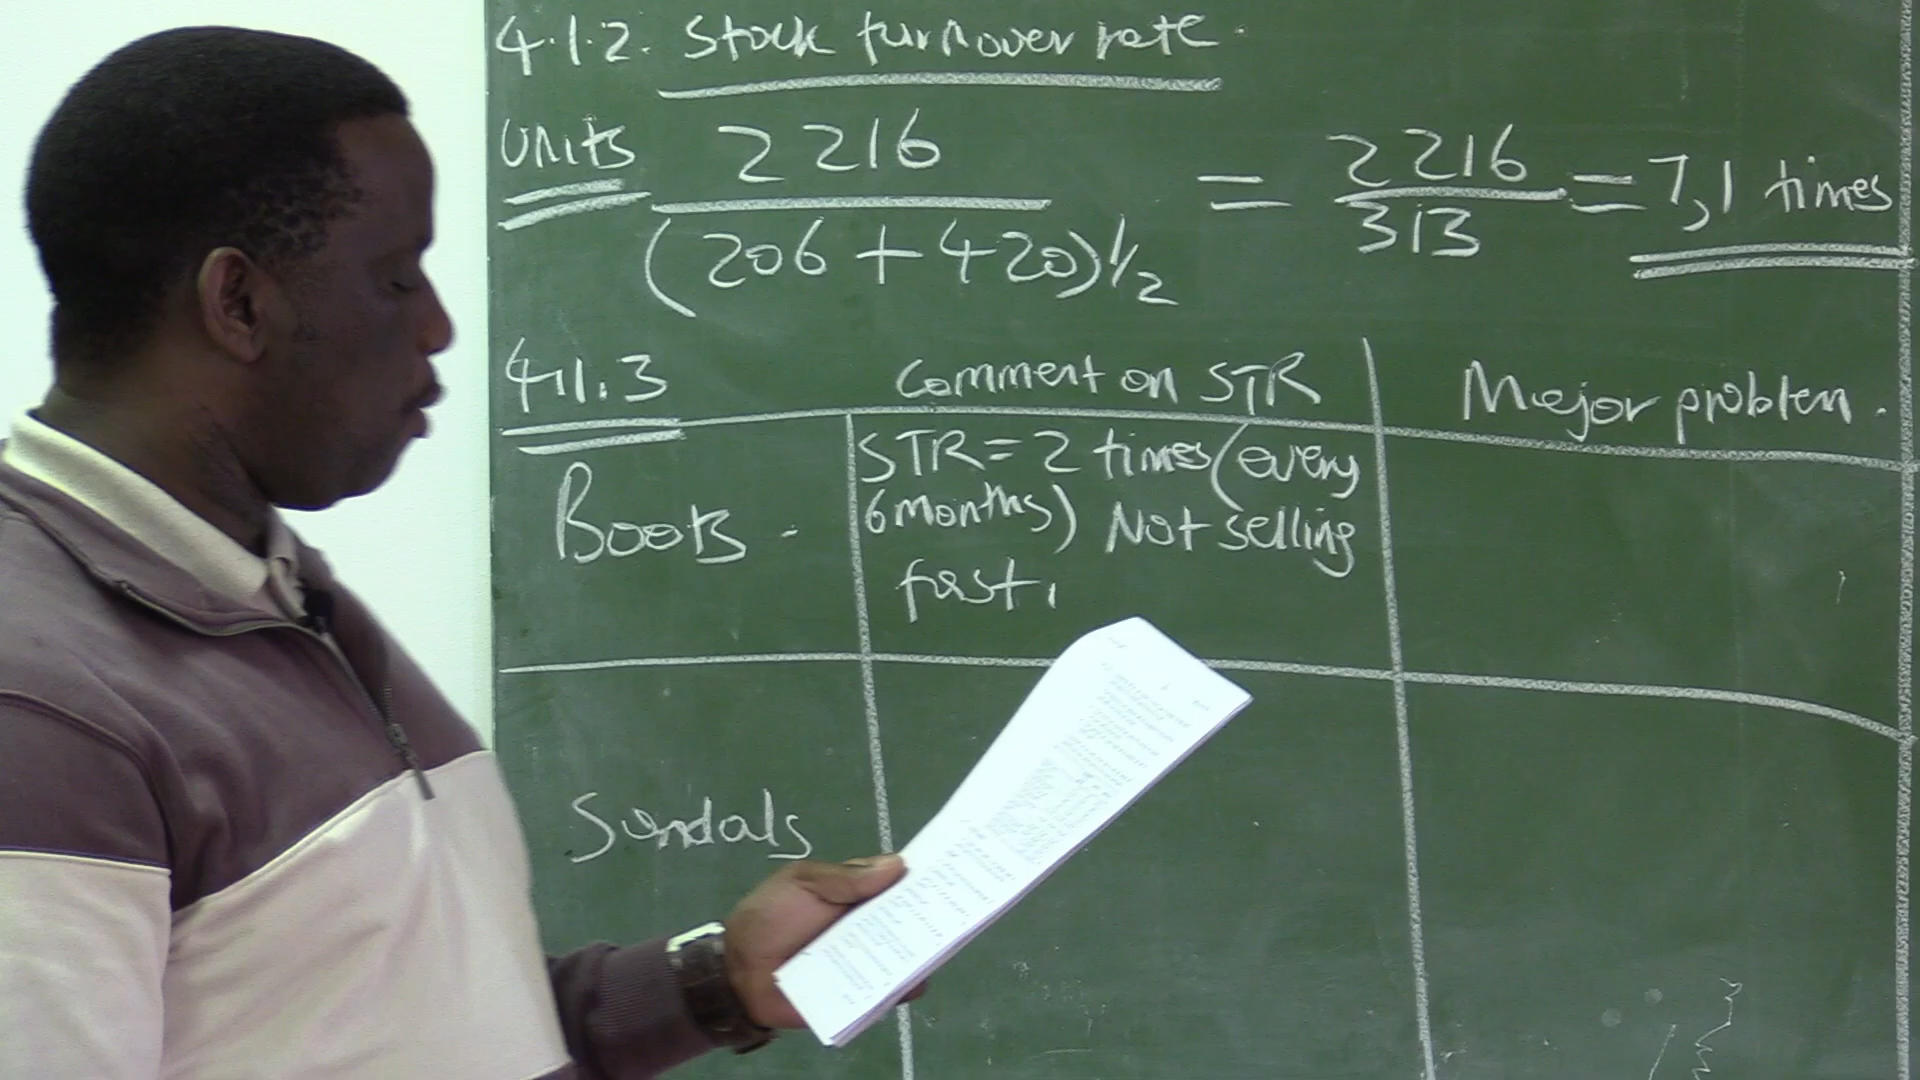 4.1.2. Stock turnover rate.
Units 2216 = 2216 = 7,1 times
(206 + 420)1/2 313
4.1.3 Comment on STR Major problem.
STR = 2 times (every
6 months) Not selling
Boots -
fast.
Sandals